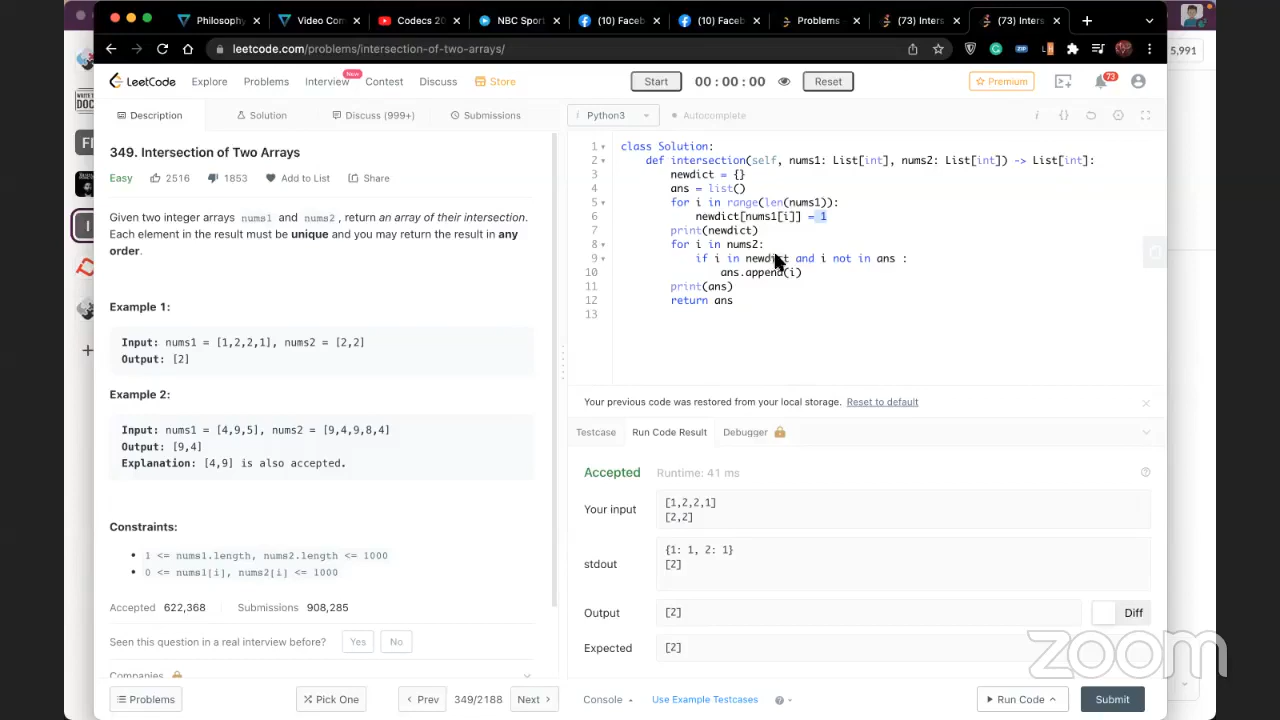 Philosophy
Video Com
Codecs 20
NBC Sport
(10) Faceb
(10) Faceb
Problems -
(73) Inters
(73) Inters
leetcode.com/problems/intersection-of-two-arrays/
5,991
LeetCode
Explore
Problems
Interview
New
Contest
Discuss
Store
Start
00:00:00
Reset
Premium
73
Description
Solution
Discuss (999+)
Submissions
i Python3
Autocomplete
349. Intersection of Two Arrays
Easy
2516
1853
Add to List
Share
Given two integer arrays nums1 and nums2, return an array of their intersection.
Each element in the result must be unique and you may return the result in any
order.
Example 1:
Input: nums1 = [1,2,2,1], nums2 = [2,2]
Output: [2]
Example 2:
Input: nums1 = [4,9,5], nums2 = [9,4,9,8,4]
Output: [9,4]
Explanation: [4,9] is also accepted.
Constraints:
1 <= nums1.length, nums2.length <= 1000
0 <= nums1[i], nums2[i] <= 1000
Accepted 622,368
Submissions 908,285
Seen this question in a real interview before?
Yes
No
Companies
1 class Solution:
2 def intersection(self, nums1: List[int], nums2: List[int]) -> List[int]:
3 newdict = {}
4 ans = list()
5 for i in range(len(nums1)):
6 newdict[nums1[i]] = 1
7 print(newdict)
8 for i in nums2:
9 if i in newdict and i not in ans :
10 ans.append(i)
11 print(ans)
12 return ans
13
Your previous code was restored from your local storage. Reset to default
Testcase
Run Code Result
Debugger
Accepted
Runtime: 41 ms
Your input
[1,2,2,1]
[2,2]
stdout
{1: 1, 2: 1}
[2]
Output
[2]
Diff
Expected
[2]
zoom
Problems
Pick One
Prev
349/2188
Next
Console
Use Example Testcases
Run Code
Submit